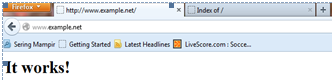 Firefox http://www.example.net/ Index of /
www.example.net
Sering Mampir Getting Started Latest Headlines LiveScore.com : Socce...
It works!